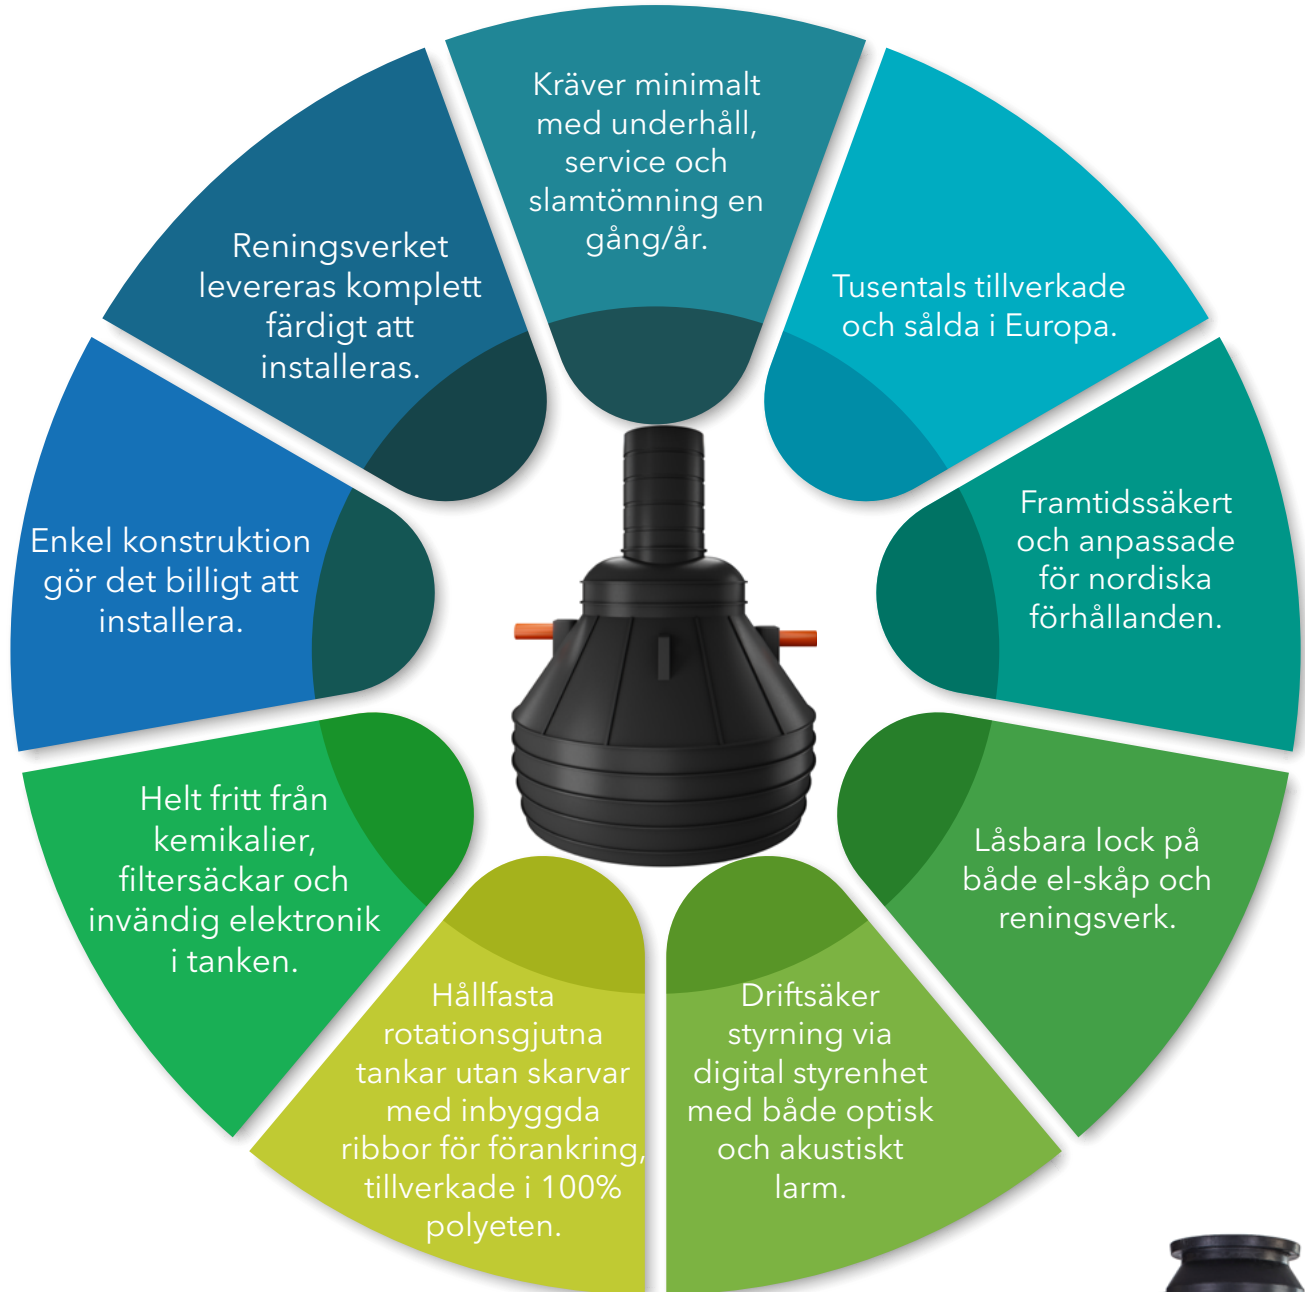 Kräver minimalt
med underhåll,
service och
slamtömning en
gång/år.
Tusentals tillverkade
och sålda i Europa.
Framtidssäkert
och anpassade
för nordiska
förhållanden.
Låsbara lock på
både el-skåp och
reningsverk.
Driftsäker
styrning via
digital styrenhet
med både optisk
och akustiskt
larm.
Hållfasta
rotationsgjutna
tankar utan skarvar
med inbyggda
ribbor för förankring,
tillverkade i 100%
polyeten.
Helt fritt från
kemikalier,
filtersäckar och
invändig elektronik
i tanken.
Enkel konstruktion
gör det billigt att
installera.
Reningsverket
levereras komplett
färdigt att
installeras.